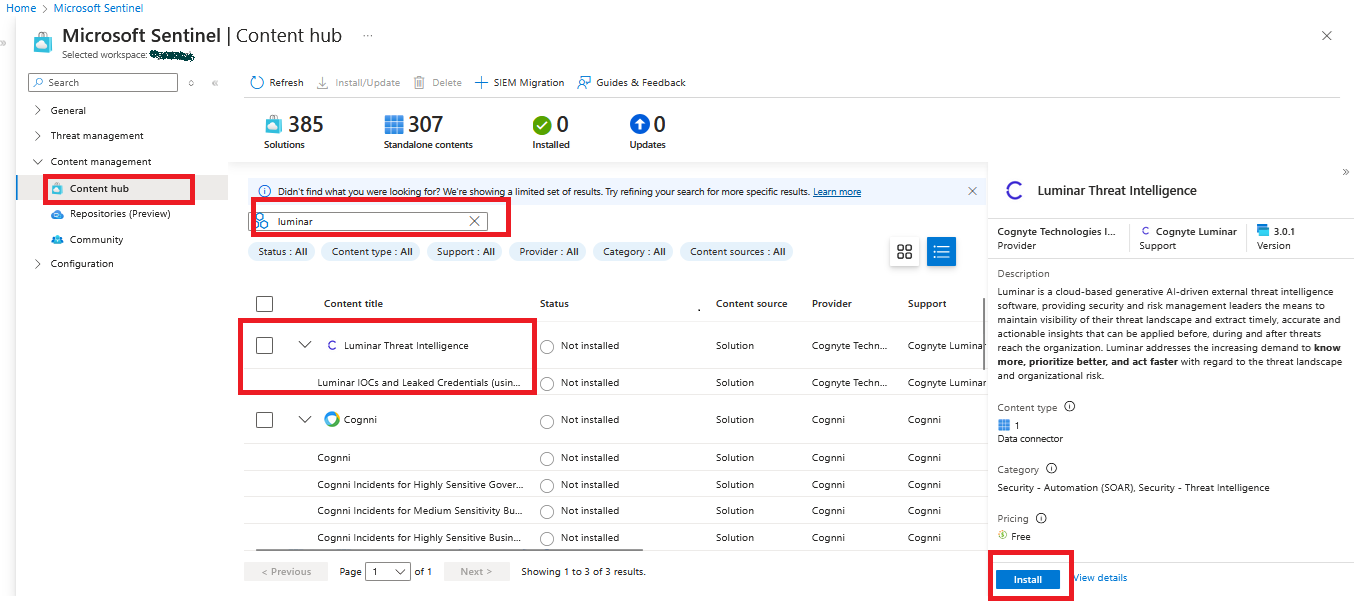 Home > Microsoft Sentinel
Microsoft Sentinel | Content hub ...
Selected workspace:
Search
General
Threat management
Content management
Content hub
Repositories (Preview)
Community
Configuration
Refresh Install/Update Delete SIEM Migration Guides & Feedback
385 307 0 0
Solutions Standalone contents Installed Updates
Didn't find what you were looking for? We're showing a limited set of results. Try refining your search for more specific results. Learn more
luminar
Status : All Content type : All Support : All Provider : All Category : All Content sources : All
Content title Status Content source Provider Support
Luminar Threat Intelligence Not installed Solution Cognyte Techn... Cognyte Luminar
Luminar IOCs and Leaked Credentials (usin... Not installed Solution Cognyte Techn... Cognyte Luminar
Cognni Not installed Solution Cognni Cognni
Cognni Not installed Solution Cognni Cognni
Cognni Incidents for Highly Sensitive Gover... Not installed Solution Cognni Cognni
Cognni Incidents for Medium Sensitivity Bu... Not installed Solution Cognni Cognni
Cognni Incidents for Highly Sensitive Busin... Not installed Solution Cognni Cognni
< Previous Page 1 of 1 Next > Showing 1 to 3 of 3 results.
Luminar Threat Intelligence
Cognyte Technologies I... Cognyte Luminar 3.0.1
Provider Support Version
Description
Luminar is a cloud-based generative AI-driven external threat intelligence
software, providing security and risk management leaders the means to
maintain visibility of their threat landscape and extract timely, accurate and
actionable insights that can be applied before, during and after threats
reach the organization. Luminar addresses the increasing demand to know
more, prioritize better, and act faster with regard to the threat landscape
and organizational risk.
Content type
1
Data connector
Category
Security - Automation (SOAR), Security - Threat Intelligence
Pricing
Free
Install View details